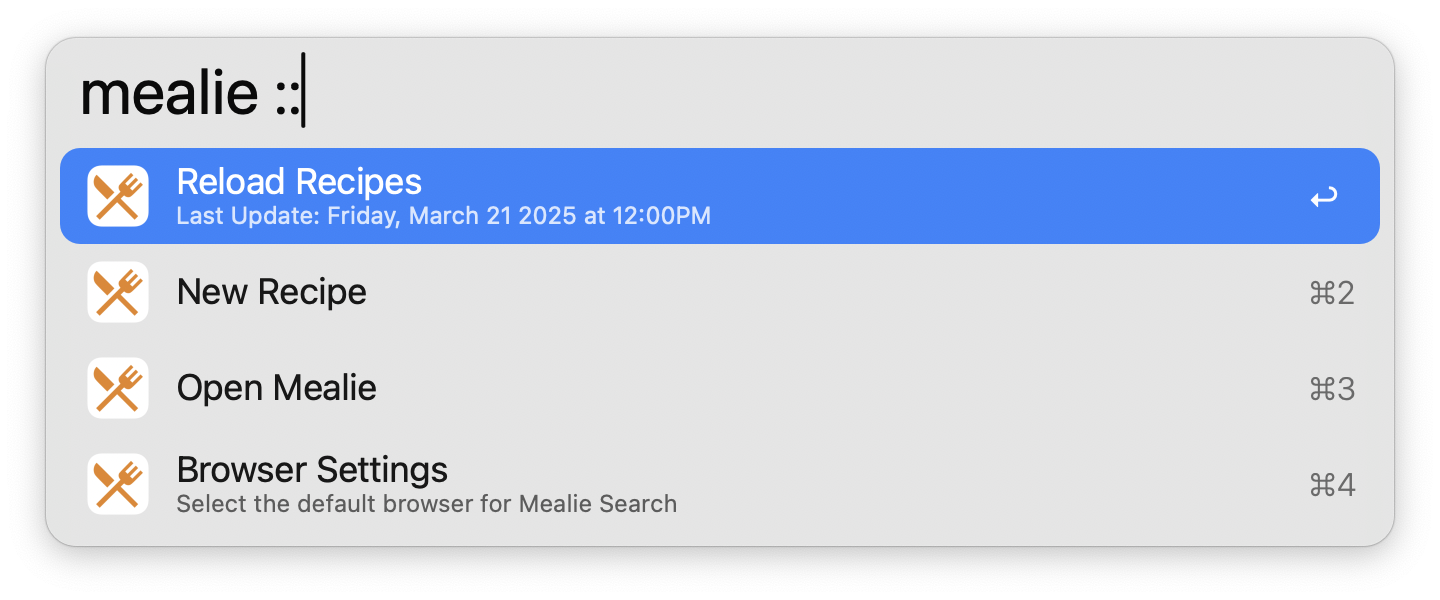 mealie ::
Reload Recipes
Last Update: Friday, March 21 2025 at 12:00PM
New Recipe
⌘2
Open Mealie
⌘3
Browser Settings
Select the default browser for Mealie Search
⌘4